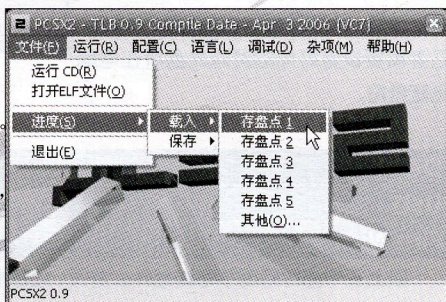 PCSX2 - TLB 0.9 Compile Date - Apr 3 2006 (VC7)
文件(F) 运行(R) 配置(C) 语言(L) 调试(D) 杂项(M) 帮助(H)
运行 CD(R)
打开ELF文件(O)
进度(S)
退出(E)
载入
保存
存盘点 1
存盘点 2
存盘点 3
存盘点 4
存盘点 5
其他(O)...
PCSX2 0.9